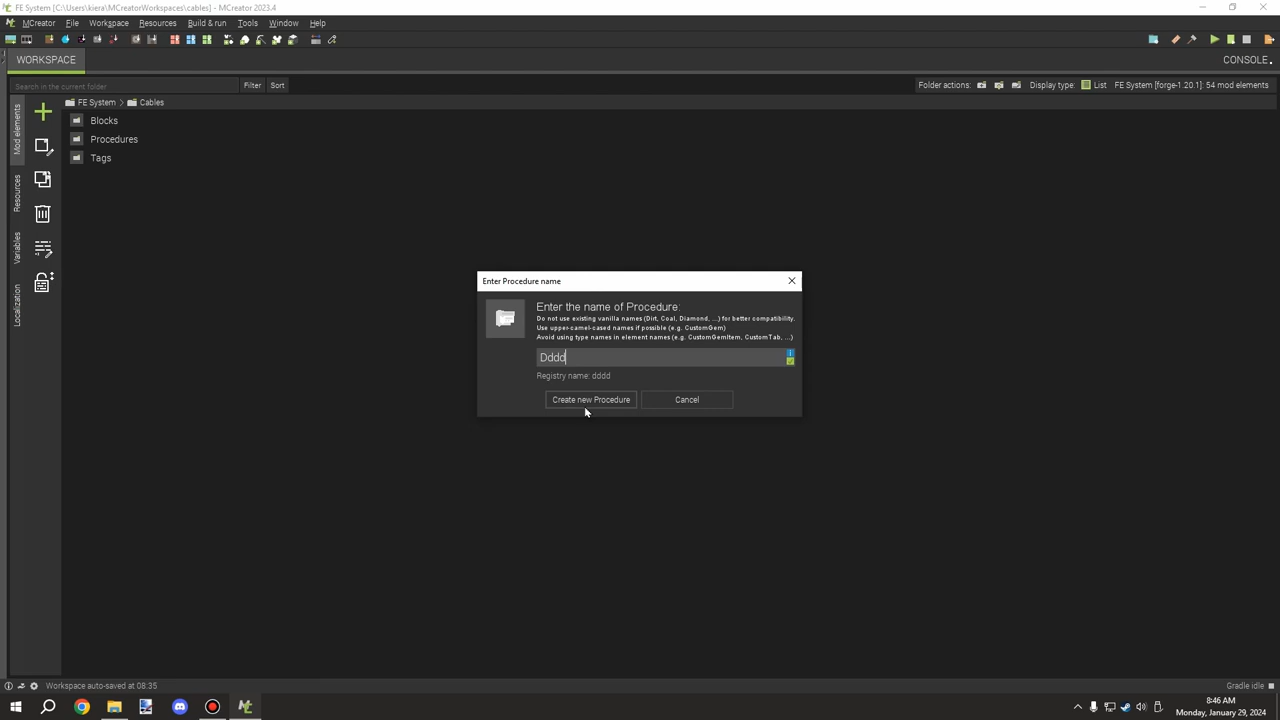 FE System [C:\Users\kiera\MCreatorWorkspaces\cables] - MCreator 2023.4
MCreator File Workspace Resources Build & run Tools Window Help
WORKSPACE
CONSOLE
Search in the current folder
Filter Sort
Folder actions: Display type: List FE System [forge-1.20.1]: 54 mod elements
FE System > Cables
Mod elements
Resources
Variables
Localization
Blocks
Procedures
Tags
Enter Procedure name
Enter the name of Procedure:
Do not use existing vanilla names (Dirt, Coal, Diamond, ...) for better compatibility.
Use upper-camel-cased names if possible (e.g. CustomGem)
Avoid using type names in element names (e.g. CustomGemItem, CustomTab, ...)
Dddd
Registry name: dddd
Create new Procedure Cancel
Workspace auto-saved at 08:35
Gradle idle
8:46 AM
Monday, January 29, 2024